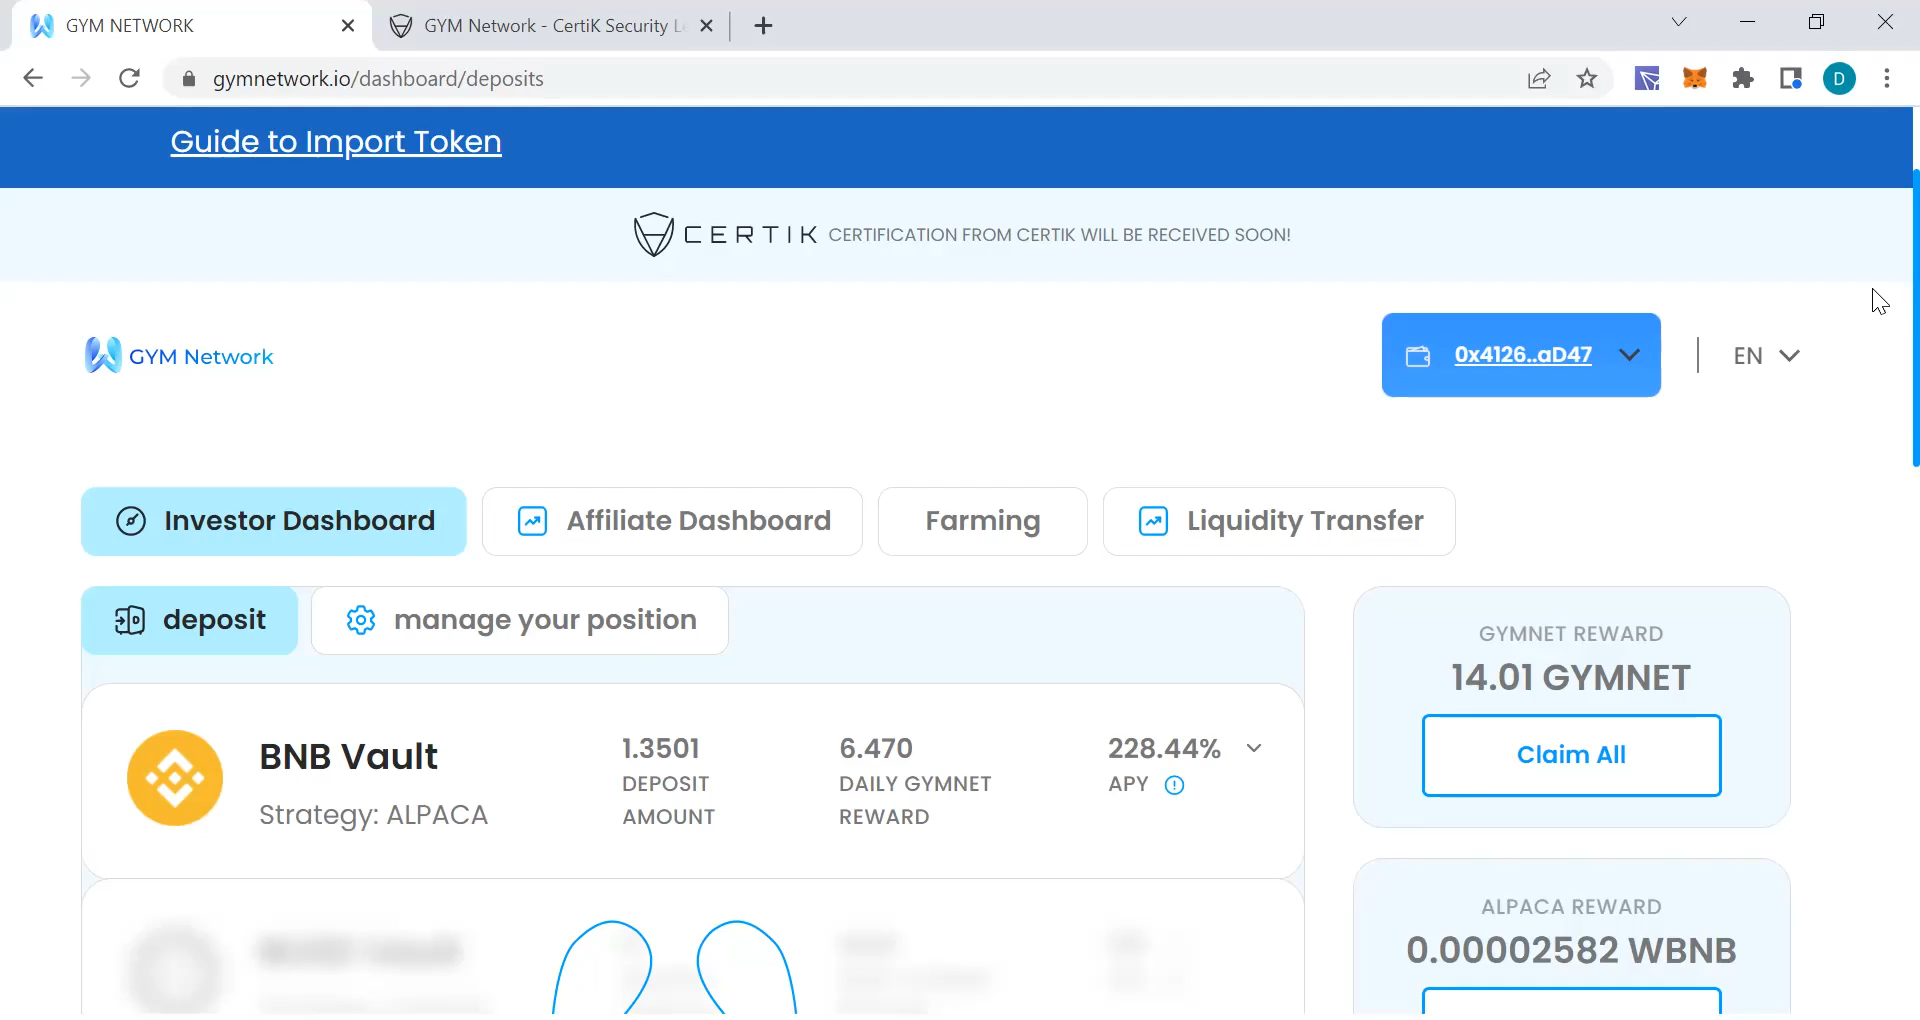 GYM NETWORK
GYM Network - CertiK Security L
gymnetwork.io/dashboard/deposits
D
Guide to Import Token
CERTIK CERTIFICATION FROM CERTIK WILL BE RECEIVED SOON!
GYM Network
0x4126..aD47
EN
Investor Dashboard
Affiliate Dashboard
Farming
Liquidity Transfer
deposit
manage your position
BNB Vault
Strategy: ALPACA
1.3501
DEPOSIT
AMOUNT
6.470
DAILY GYMNET
REWARD
228.44%
APY
GYMNET REWARD
14.01 GYMNET
Claim All
ALPACA REWARD
0.00002582 WBNB